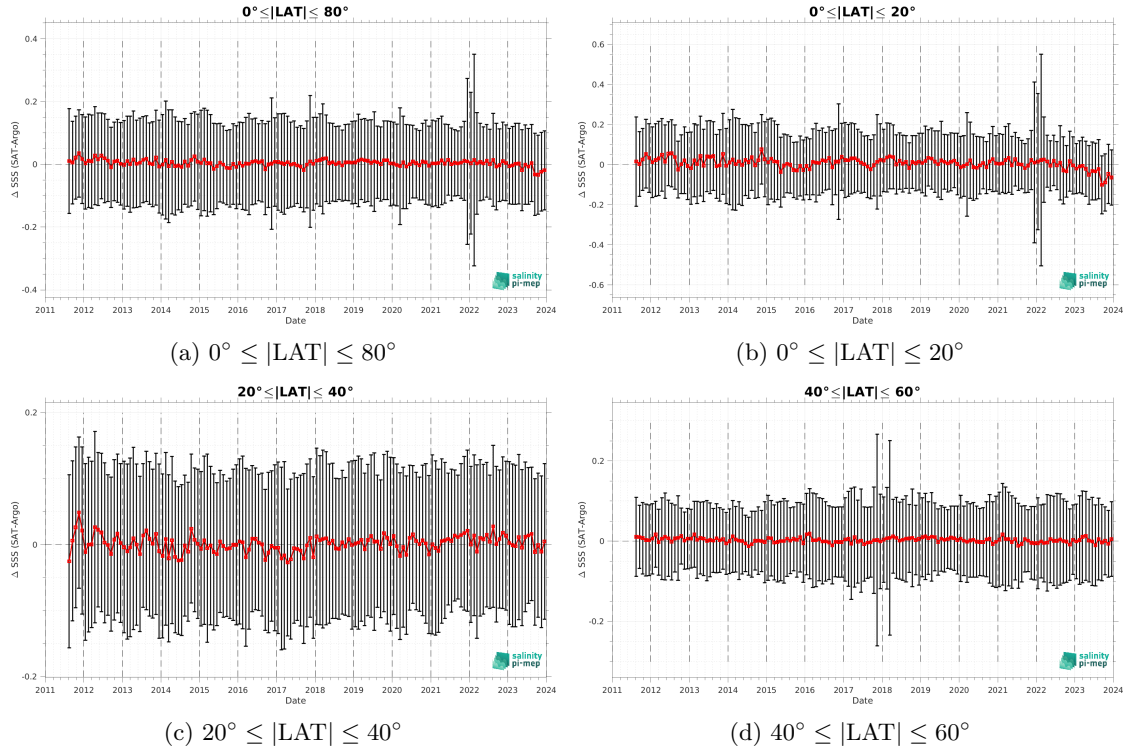 0°≤|LAT|≤ 80°
Δ SSS (SAT-Argo)
0.4
0.2
0
-0.2
-0.4
2011 2012 2013 2014 2015 2016 2017 2018 2019 2020 2021 2022 2023 2024
Date
salinity
pi-mep
(a) 0° ≤ |LAT| ≤ 80°
0°≤|LAT|≤ 20°
Δ SSS (SAT-Argo)
0.6
0.4
0.2
0
-0.2
-0.4
-0.6
2011 2012 2013 2014 2015 2016 2017 2018 2019 2020 2021 2022 2023 2024
Date
salinity
pi-mep
(b) 0° ≤ |LAT| ≤ 20°
20°≤|LAT|≤ 40°
Δ SSS (SAT-Argo)
0.2
0.1
0
-0.1
-0.2
2011 2012 2013 2014 2015 2016 2017 2018 2019 2020 2021 2022 2023 2024
Date
salinity
pi-mep
(c) 20° ≤ |LAT| ≤ 40°
40°≤|LAT|≤ 60°
Δ SSS (SAT-Argo)
0.2
0
-0.2
2011 2012 2013 2014 2015 2016 2017 2018 2019 2020 2021 2022 2023 2024
Date
salinity
pi-mep
(d) 40° ≤ |LAT| ≤ 60°